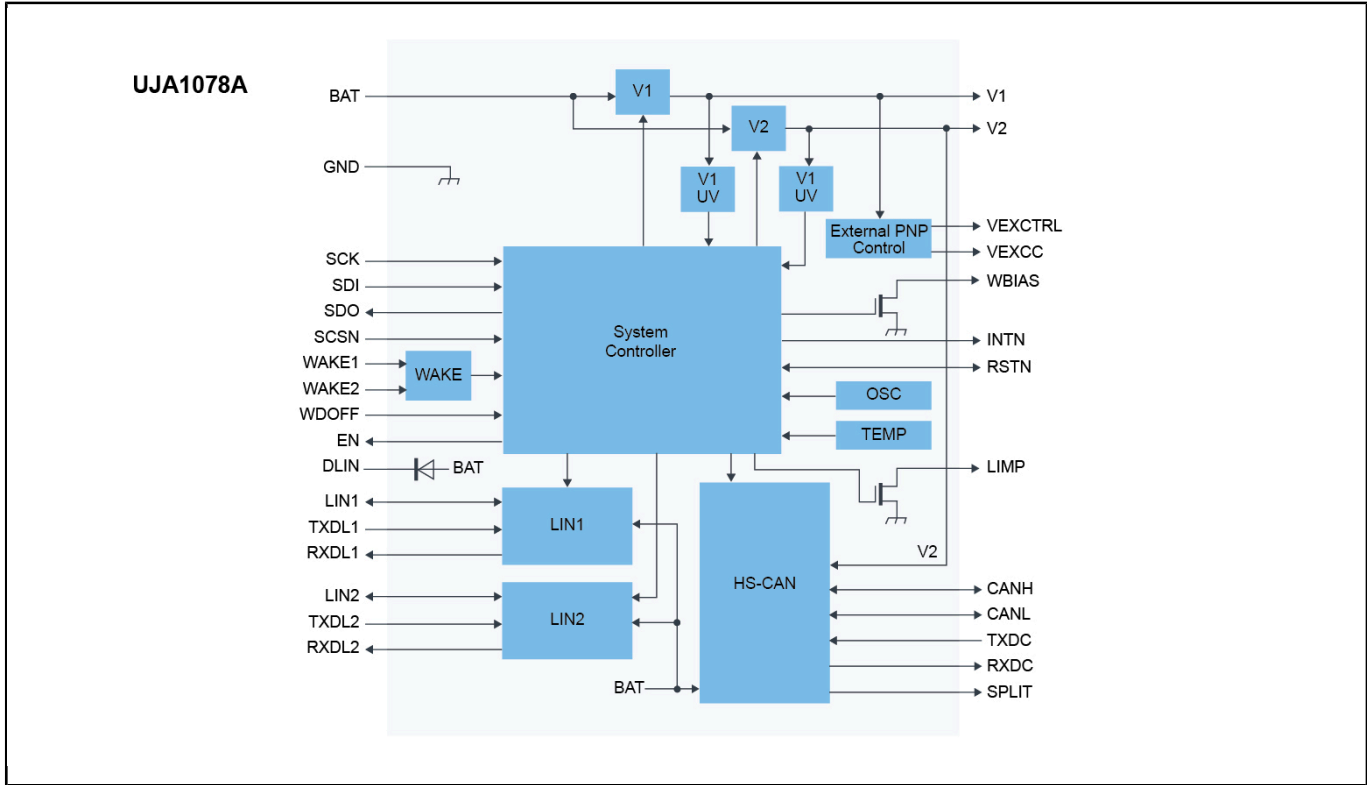 UJA1078A
BAT
V1
V1
V2
V2
GND
V1
UV
V1
UV
External PNP
Control
VEXCTRL
VEXCC
SCK
SDI
SDO
SCSN
WAKE1
WAKE2
WAKE
WDOFF
EN
DLIN
BAT
System
Controller
WBIAS
INTN
RSTN
OSC
TEMP
LIMP
LIN1
TXDL1
RXDL1
LIN1
LIN2
TXDL2
RXDL2
LIN2
BAT
HS-CAN
V2
CANH
CANL
TXDC
RXDC
SPLIT